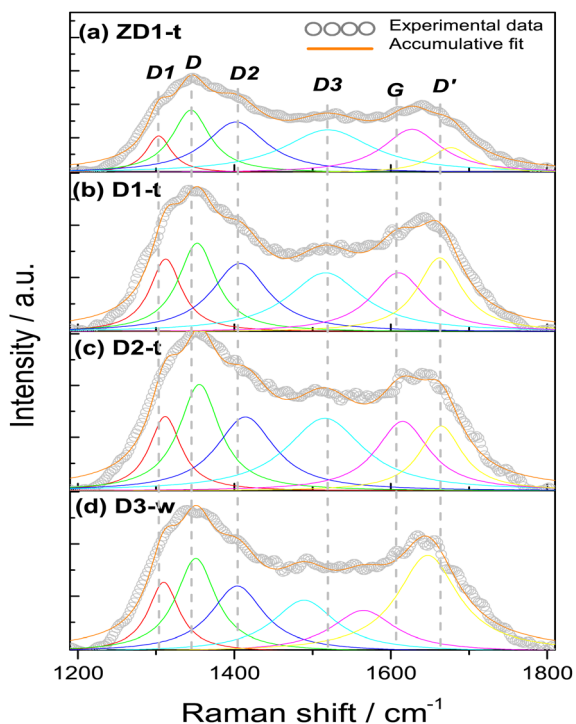 (a) ZD1-t
Experimental data
Accumulative fit
D1 D D2 D3 G D'
(b) D1-t
(c) D2-t
(d) D3-w
Intensity / a.u.
1200 1400 1600 1800
Raman shift / cm⁻¹